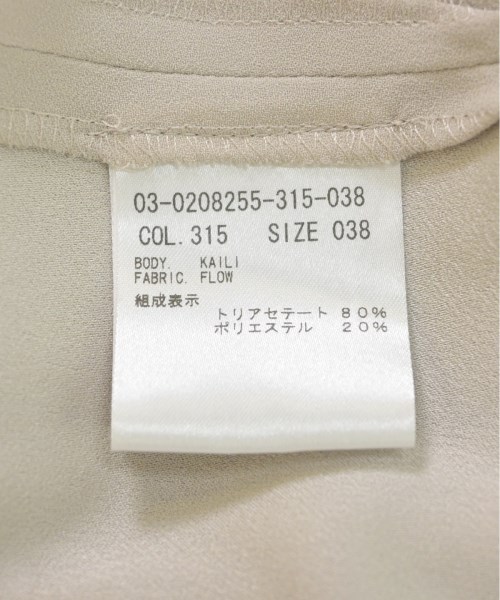 03-0208255-315-038
COL. 315 SIZE 038
BODY. KAILI
FABRIC. FLOW
組成表示
トリアセテート 80%
ポリエステル 20%